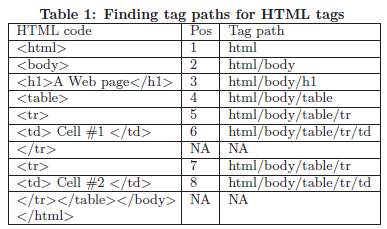 Table 1: Finding tag paths for HTML tags
HTML code Pos Tag path
<html> 1 html
<body> 2 html/body
<h1>A Web page</h1> 3 html/body/h1
<table> 4 html/body/table
<tr> 5 html/body/table/tr
<td> Cell #1 </td> 6 html/body/table/tr/td
</tr> NA NA
<tr> 7 html/body/table/tr
<td> Cell #2 </td> 8 html/body/table/tr/td
</tr></table></body> NA NA
</html>